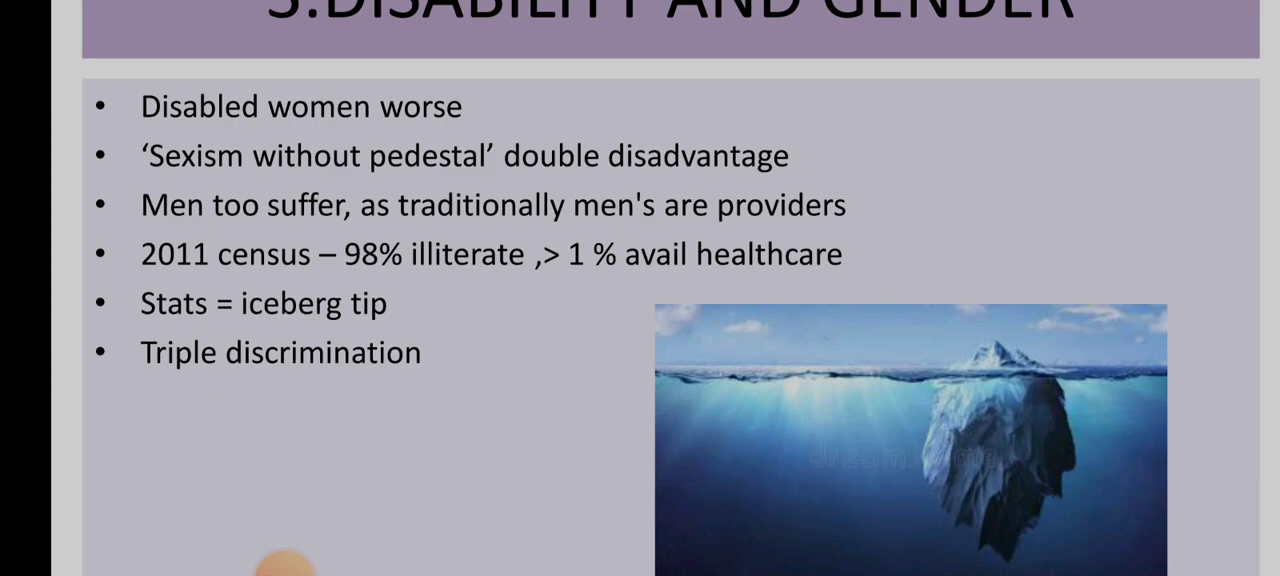 3.DISABILITY AND GENDER
• Disabled women worse
• ‘Sexism without pedestal’ double disadvantage
• Men too suffer, as traditionally men's are providers
• 2011 census – 98% illiterate ,> 1 % avail healthcare
• Stats = iceberg tip
• Triple discrimination